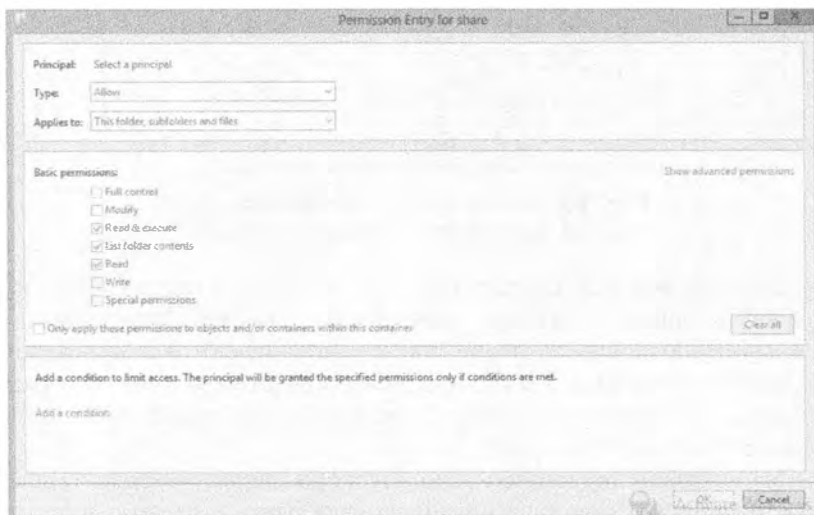 Permission Entry for share
Principal: Select a principal
Type: Allow
Applies to: This folder, subfolders and files
Basic permissions:
Show advanced permissions
Full control
Modify
Read & execute
List folder contents
Read
Write
Special permissions
Only apply these permissions to objects and/or containers within this container
Clear all
Add a condition to limit access. The principal will be granted the specified permissions only if conditions are met.
Add a condition
OK
Cancel